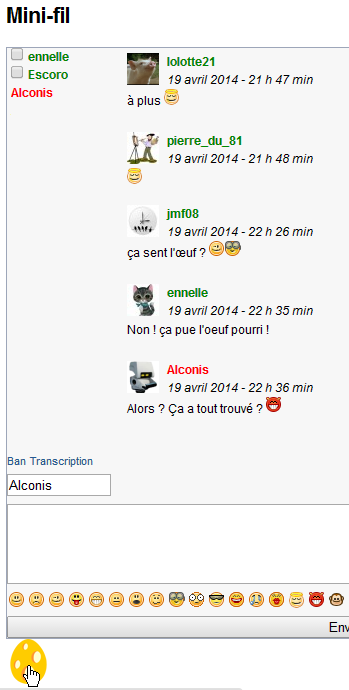 Mini-fil
ennelle
Escroro
Alconis
lolotte21
19 avril 2014 - 21 h 47 min
à plus
pierre_du_81
19 avril 2014 - 21 h 48 min
jmf08
19 avril 2014 - 22 h 26 min
ça sent l'œuf ?
ennelle
19 avril 2014 - 22 h 35 min
Non ! ça pue l'oeuf pourri !
Alconis
19 avril 2014 - 22 h 36 min
Alors ? Ça a tout trouvé ?
Ban Transcription
Alconis
Env